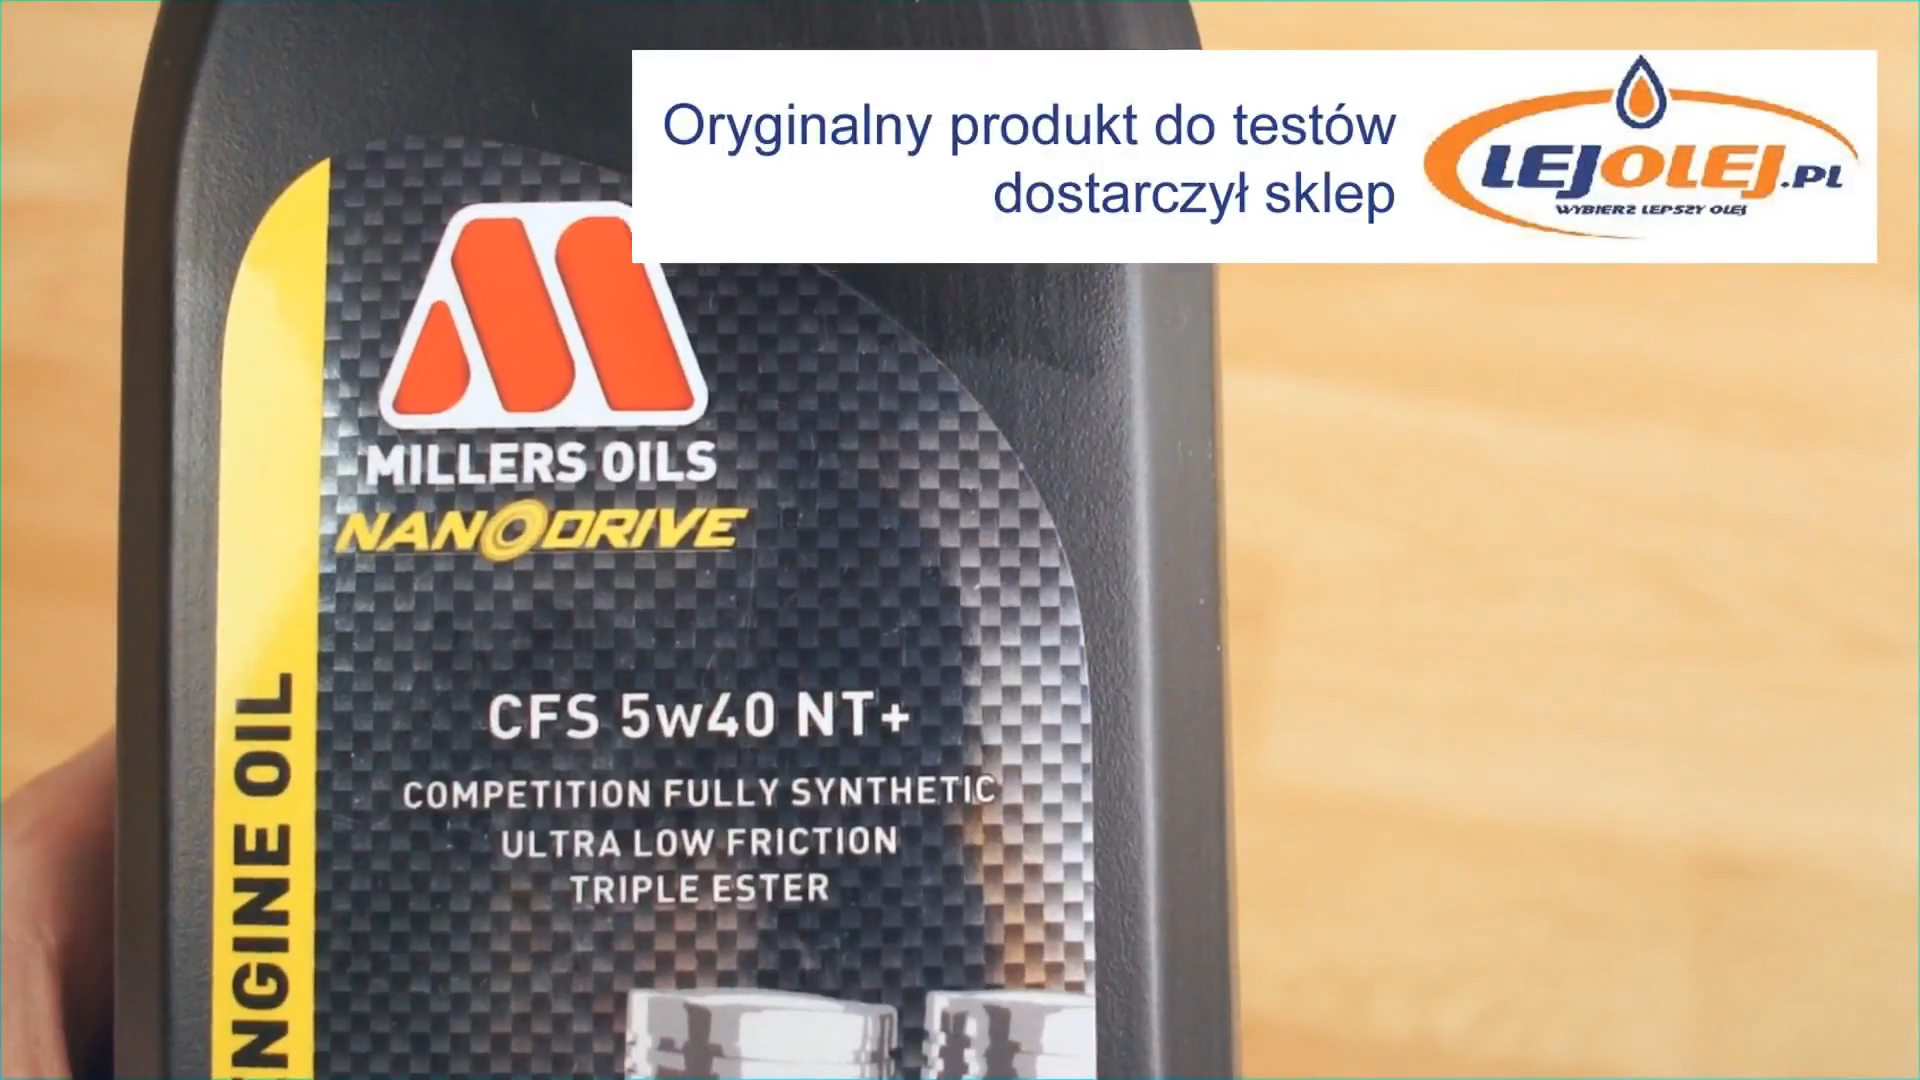 Oryginalny produkt do testów
dostarczył sklep
LEJOLEJ.PL
WYBIERZ LEPSZY OLEJ
MILLERS OILS
NANODRIVE
CFS 5w40 NT+
COMPETITION FULLY SYNTHETIC
ULTRA LOW FRICTION
TRIPLE ESTER
ENGINE OIL